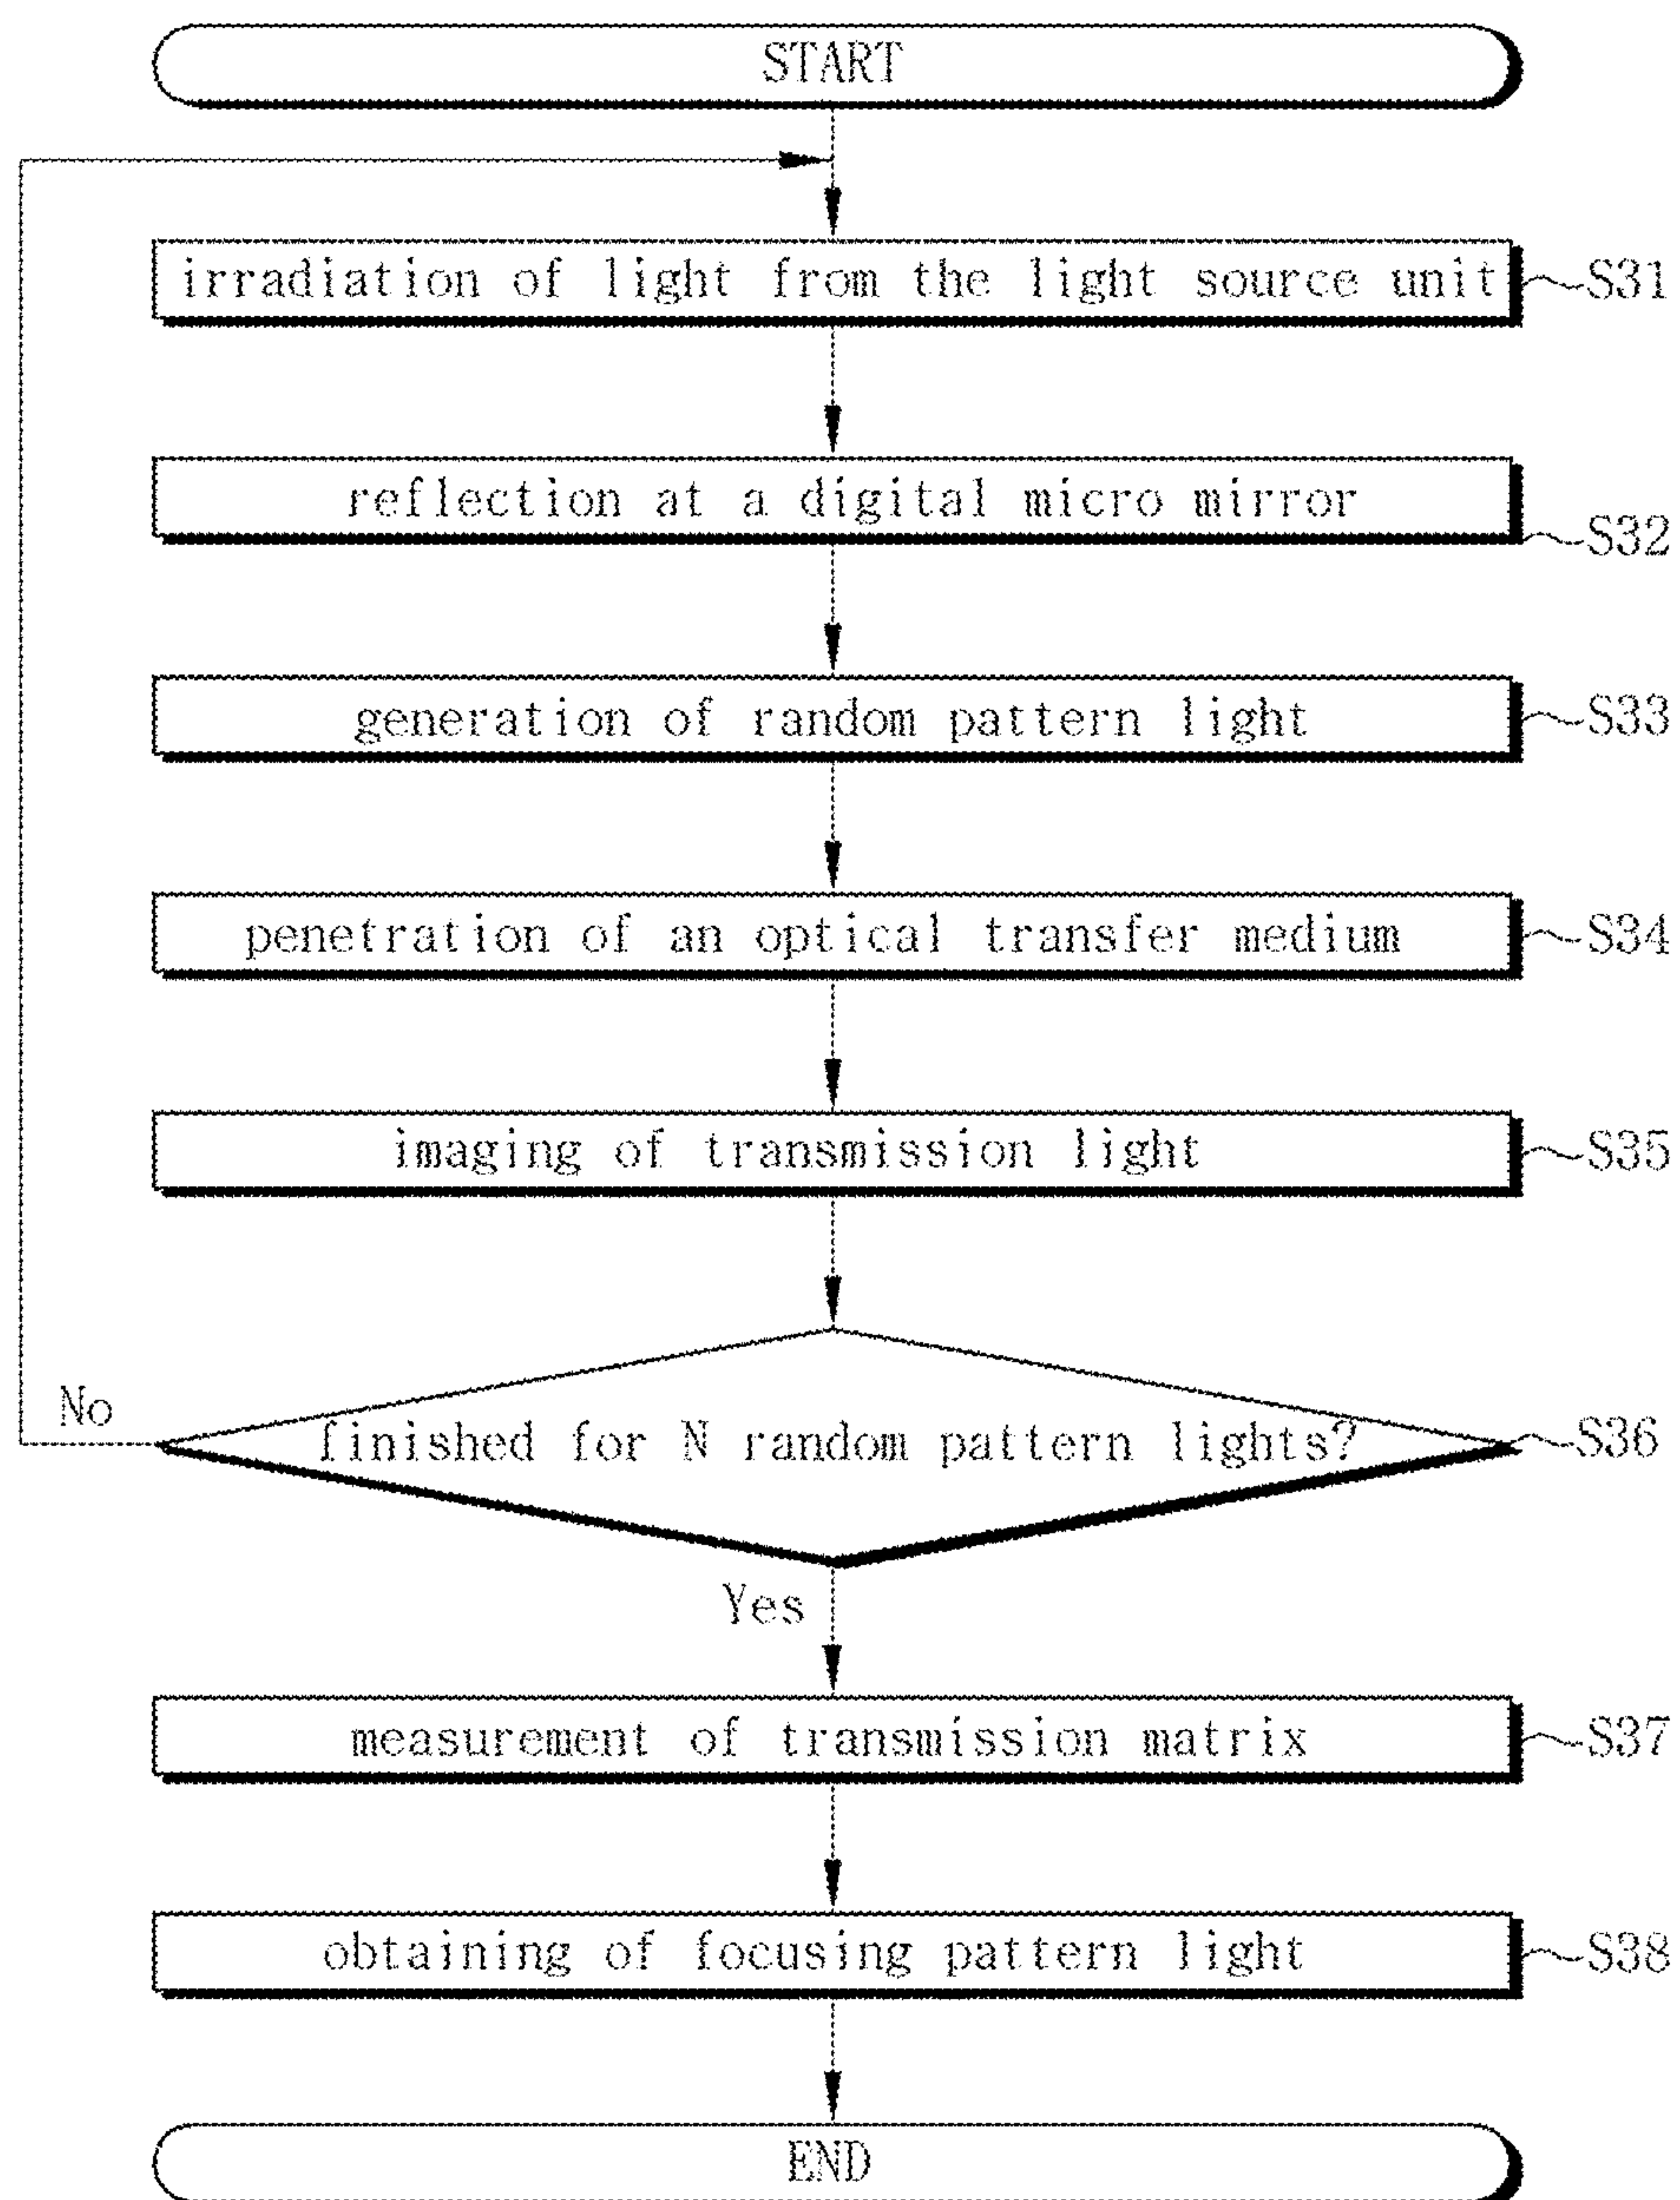 START
irradiation of light from the light source unit
S31
reflection at a digital micro mirror
S32
generation of random pattern light
S33
penetration of an optical transfer medium
S34
imaging of transmission light
S35
No
finished for N random pattern lights?
S36
Yes
measurement of transmission matrix
S37
obtaining of focusing pattern light
S38
END